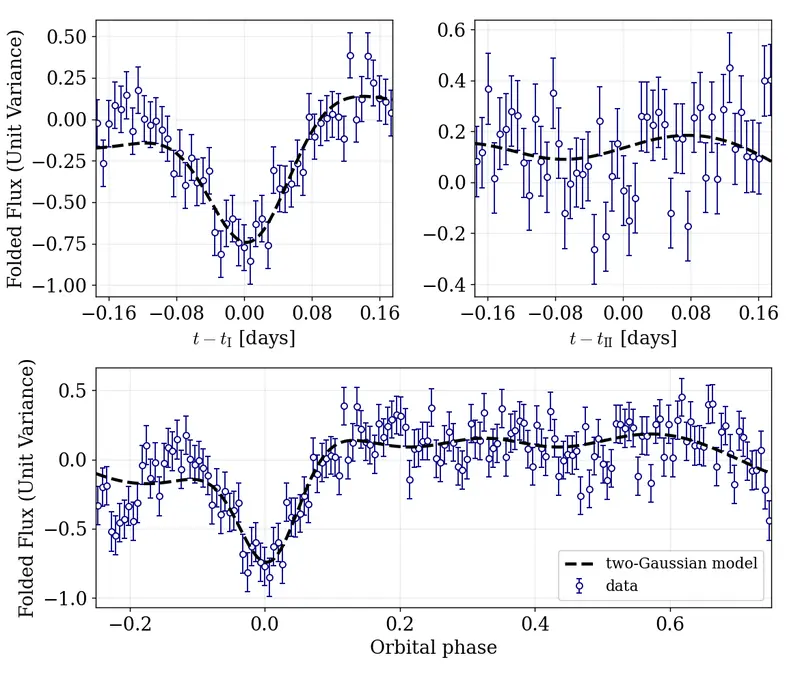 Folded Flux (Unit Variance)
0.50
0.25
0.00
−0.25
−0.50
−0.75
−1.00
−0.16 −0.08 0.00 0.08 0.16
t − tI [days]
0.6
0.4
0.2
0.0
−0.2
−0.4
−0.16 −0.08 0.00 0.08 0.16
t − tII [days]
Folded Flux (Unit Variance)
0.5
0.0
−0.5
−1.0
two-Gaussian model
data
−0.2 0.0 0.2 0.4 0.6
Orbital phase